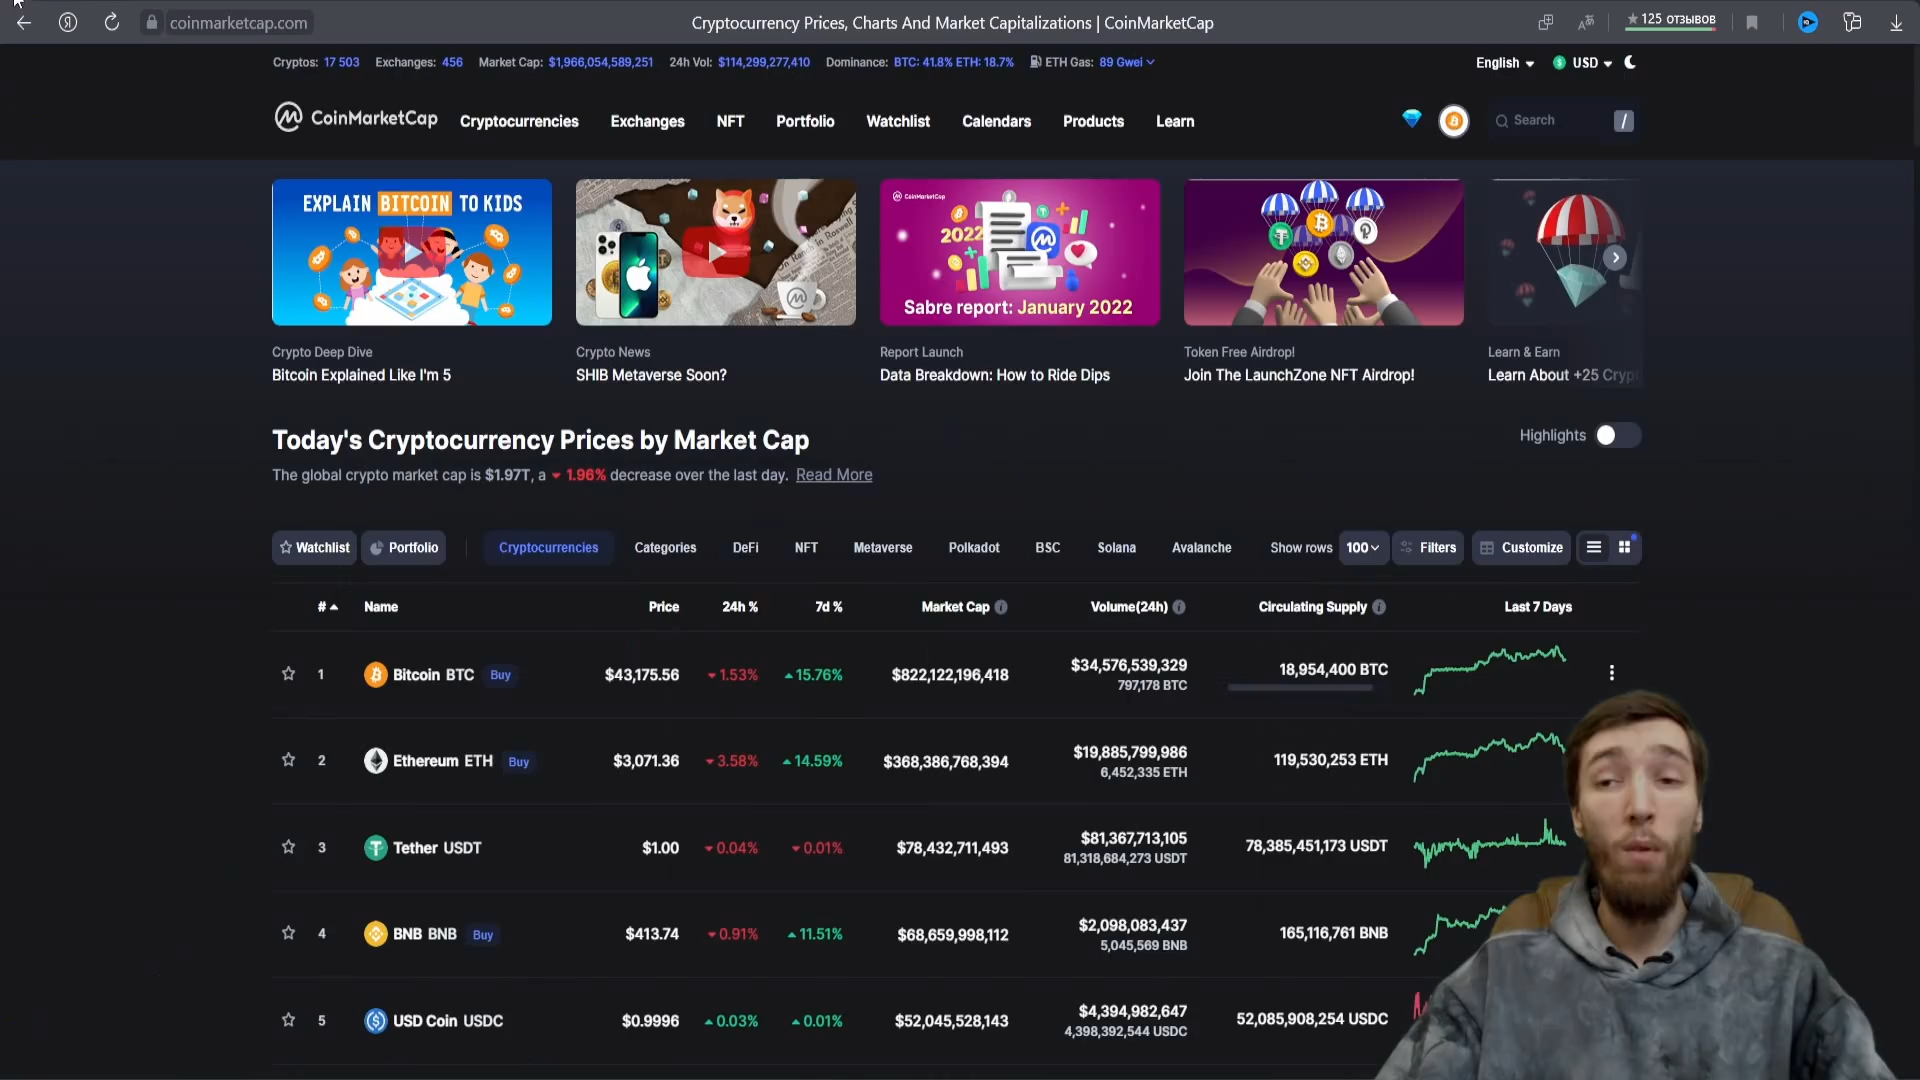 coinmarketcap.com
Cryptocurrency Prices, Charts And Market Capitalizations | CoinMarketCap
★ 125 отзывов
Cryptos: 17 503 Exchanges: 456 Market Cap: $1,966,054,589,251 24h Vol: $114,299,277,410 Dominance: BTC: 41.8% ETH: 18.7% ETH Gas: 89 Gwei
English USD
CoinMarketCap Cryptocurrencies Exchanges NFT Portfolio Watchlist Calendars Products Learn
Search /
EXPLAIN BITCOIN TO KIDS
CoinMarketCap
2022
Sabre report: January 2022
Crypto Deep Dive
Bitcoin Explained Like I'm 5
Crypto News
SHIB Metaverse Soon?
Report Launch
Data Breakdown: How to Ride Dips
Token Free Airdrop!
Join The LaunchZone NFT Airdrop!
Learn & Earn
Learn About +25 Crypt
Today's Cryptocurrency Prices by Market Cap
Highlights
The global crypto market cap is $1.97T, a 1.96% decrease over the last day. Read More
Watchlist Portfolio Cryptocurrencies Categories DeFi NFT Metaverse Polkadot BSC Solana Avalanche Show rows 100 Filters Customize
# Name Price 24h % 7d % Market Cap Volume(24h) Circulating Supply Last 7 Days
1 Bitcoin BTC Buy $43,175.56 1.53% 15.76% $822,122,196,418 $34,576,539,329 18,954,400 BTC
797,178 BTC
2 Ethereum ETH Buy $3,071.36 3.58% 14.59% $368,386,768,394 $19,885,799,986 119,530,253 ETH
6,452,335 ETH
3 Tether USDT $1.00 0.04% 0.01% $78,432,711,493 $81,367,713,105 78,385,451,173 USDT
81,318,684,273 USDT
4 BNB BNB Buy $413.74 0.91% 11.51% $68,659,998,112 $2,098,083,437 165,116,761 BNB
5,045,569 BNB
5 USD Coin USDC $0.9996 0.03% 0.01% $52,045,528,143 $4,394,982,647 52,085,908,254 USDC
4,398,392,544 USDC